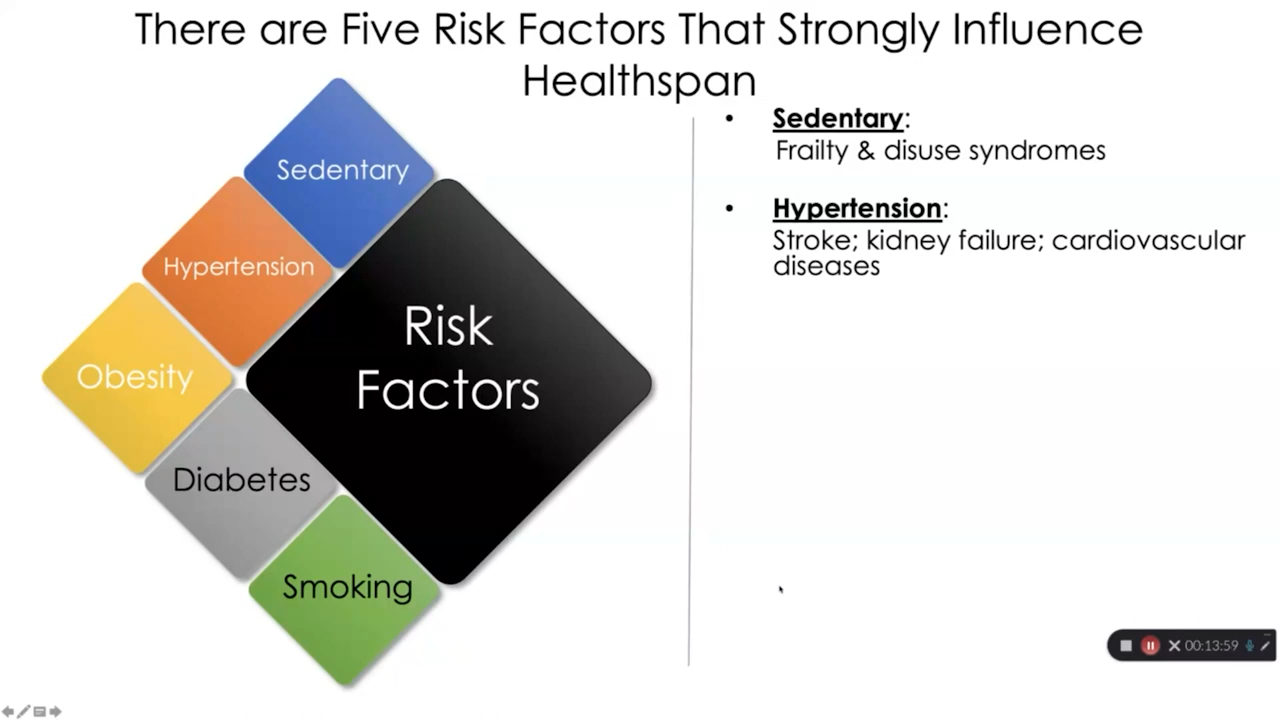 There are Five Risk Factors That Strongly Influence
Healthspan
Sedentary
Hypertension
Obesity
Diabetes
Smoking
Risk
Factors
• Sedentary:
Frailty & disuse syndromes
• Hypertension:
Stroke; kidney failure; cardiovascular
diseases
00:13:59